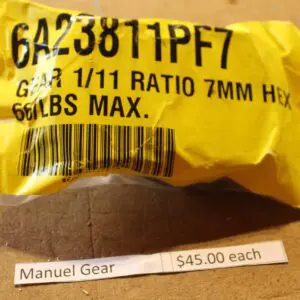 6A23811PF7
GEAR 1/11 RATIO 7MM HEX
66 LBS MAX.
Manuel Gear $45.00 each